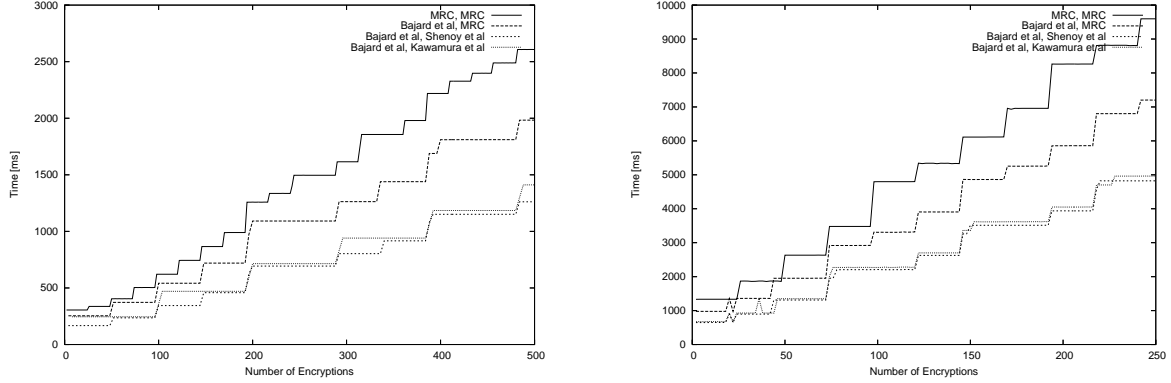 3000
2500
2000
1500
1000
500
0
Time [ms]
0 100 200 300 400 500
Number of Encryptions
MRC, MRC
Bajard et al, MRC
Bajard et al, Shenoy et al
Bajard et al, Kawamura et al
10000
9000
8000
7000
6000
5000
4000
3000
2000
1000
0
Time [ms]
0 50 100 150 200 250
Number of Encryptions
MRC, MRC
Bajard et al, MRC
Bajard et al, Shenoy et al
Bajard et al, Kawamura et al